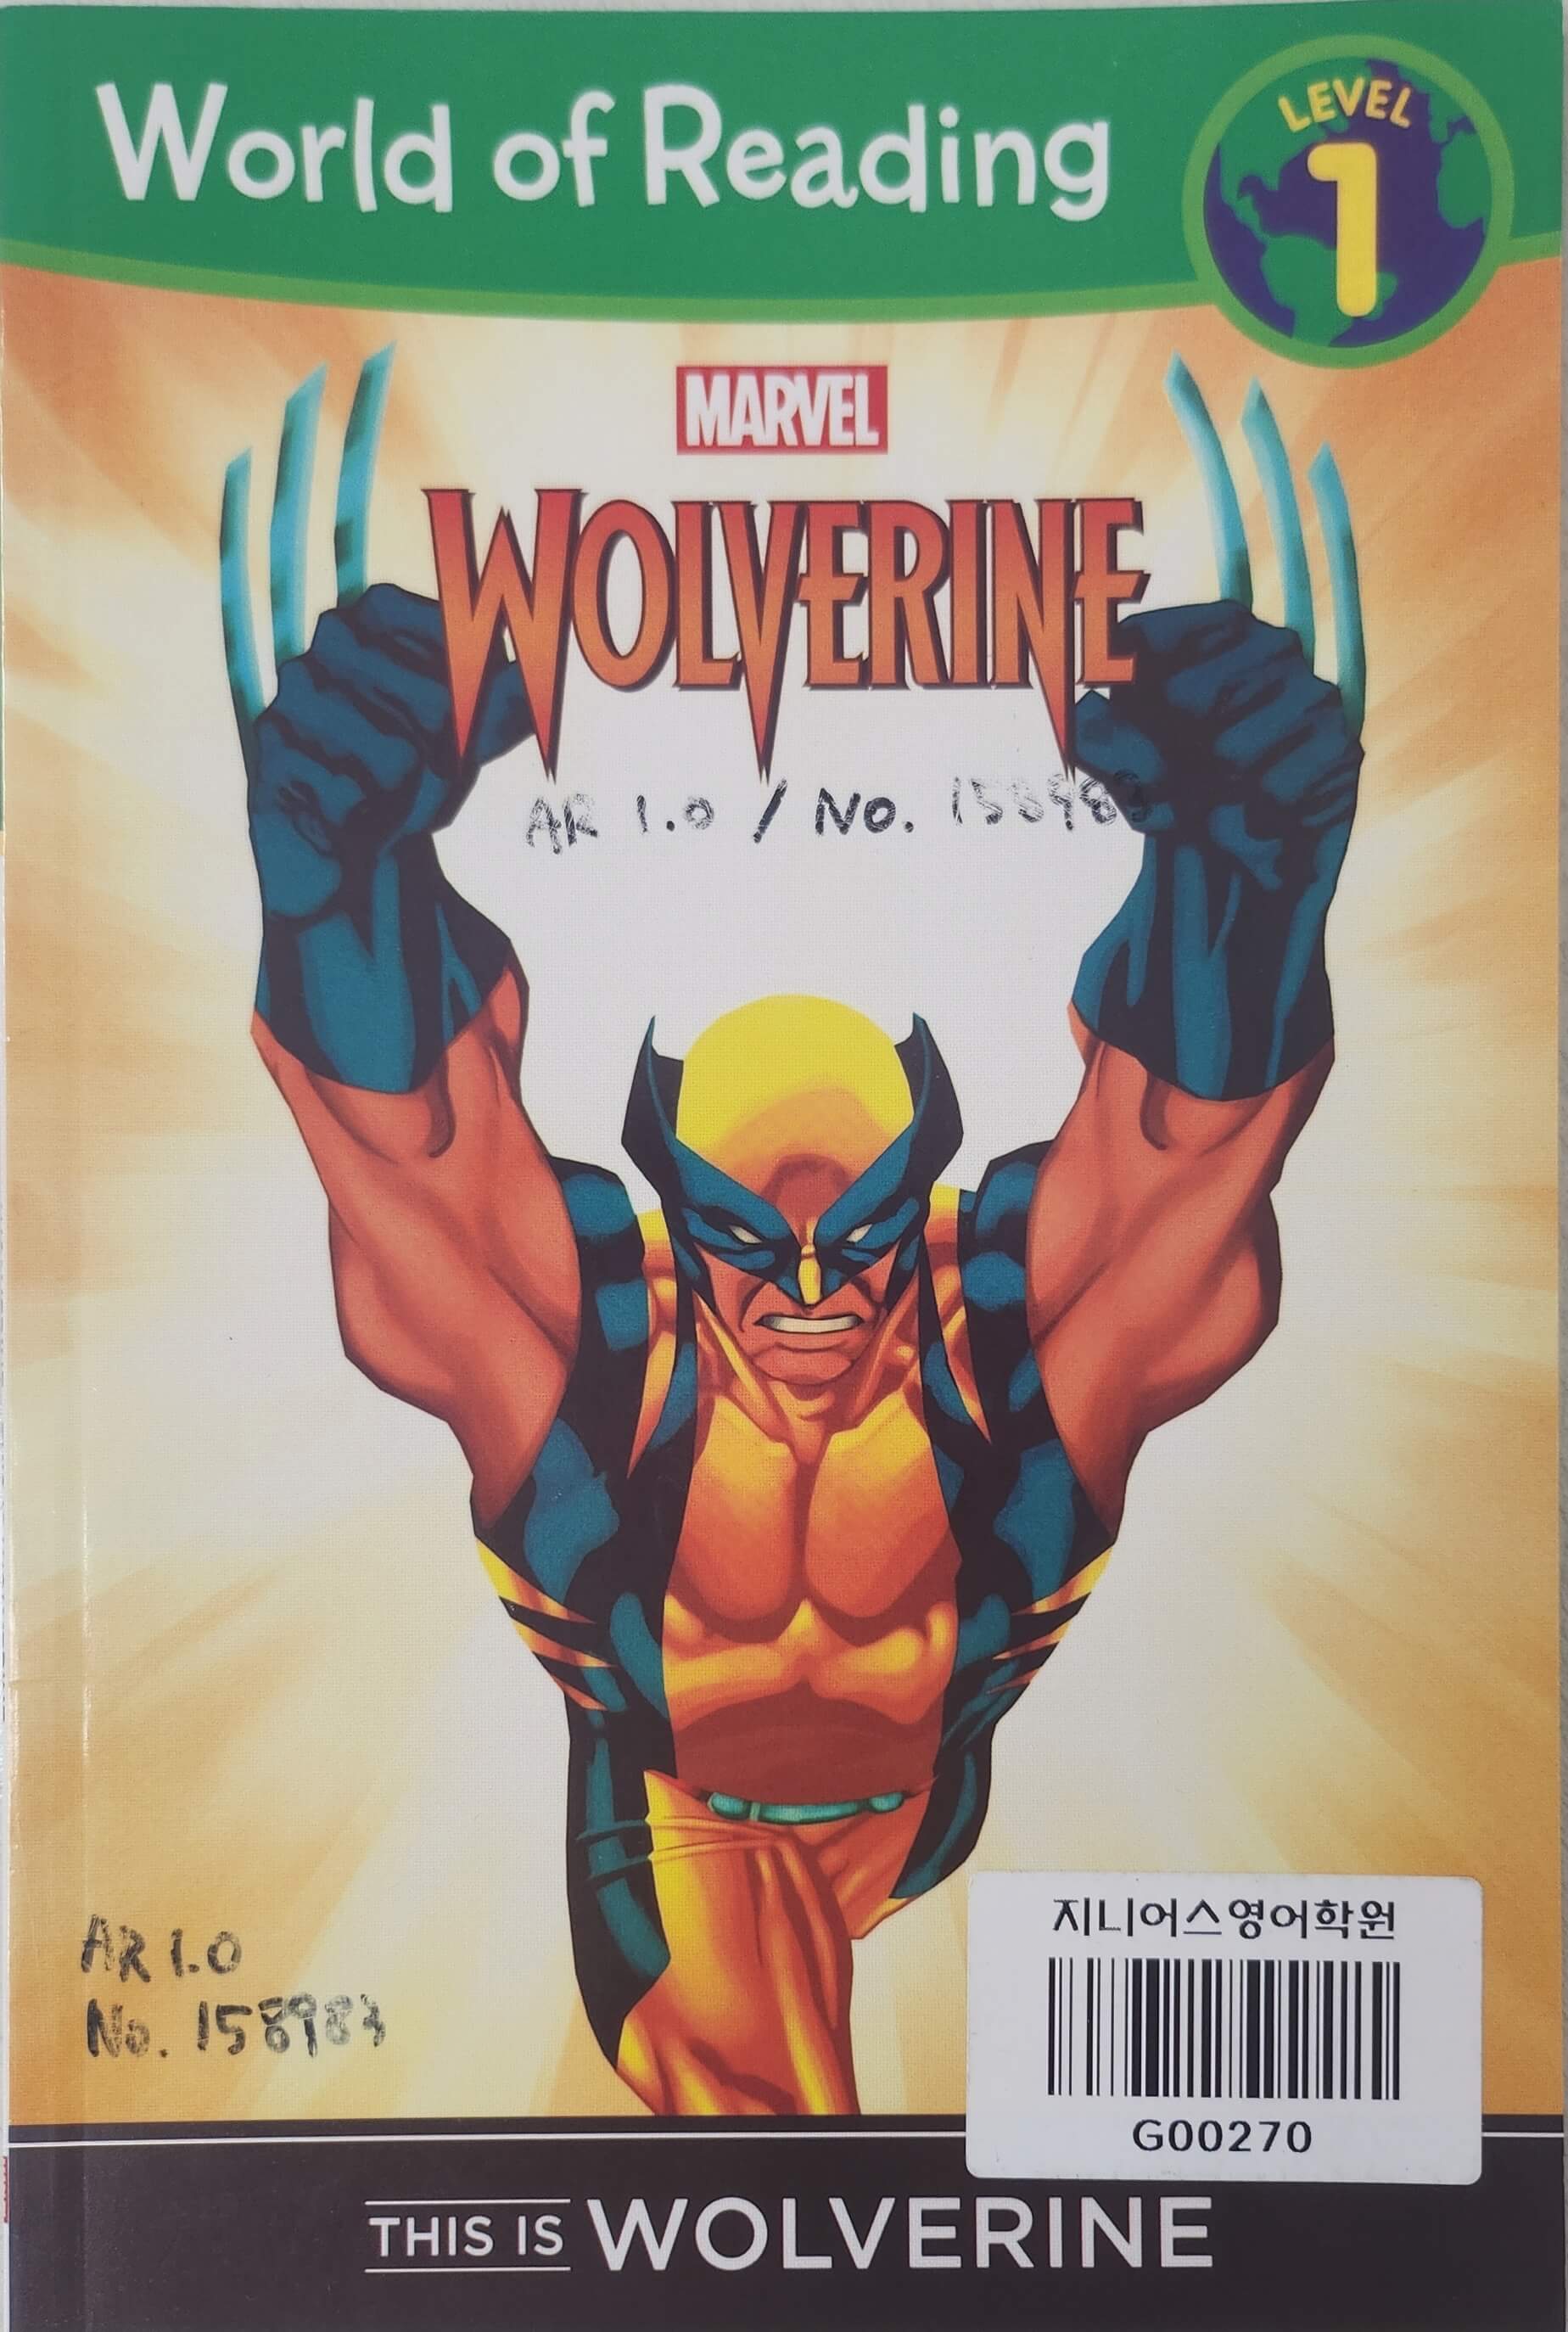 World of Reading
LEVEL
1
MARVEL
WOLVERINE
AR 1.0 / No. 158983
AR 1.0
No. 158983
지니어스영어학원
G00270
THIS IS WOLVERINE